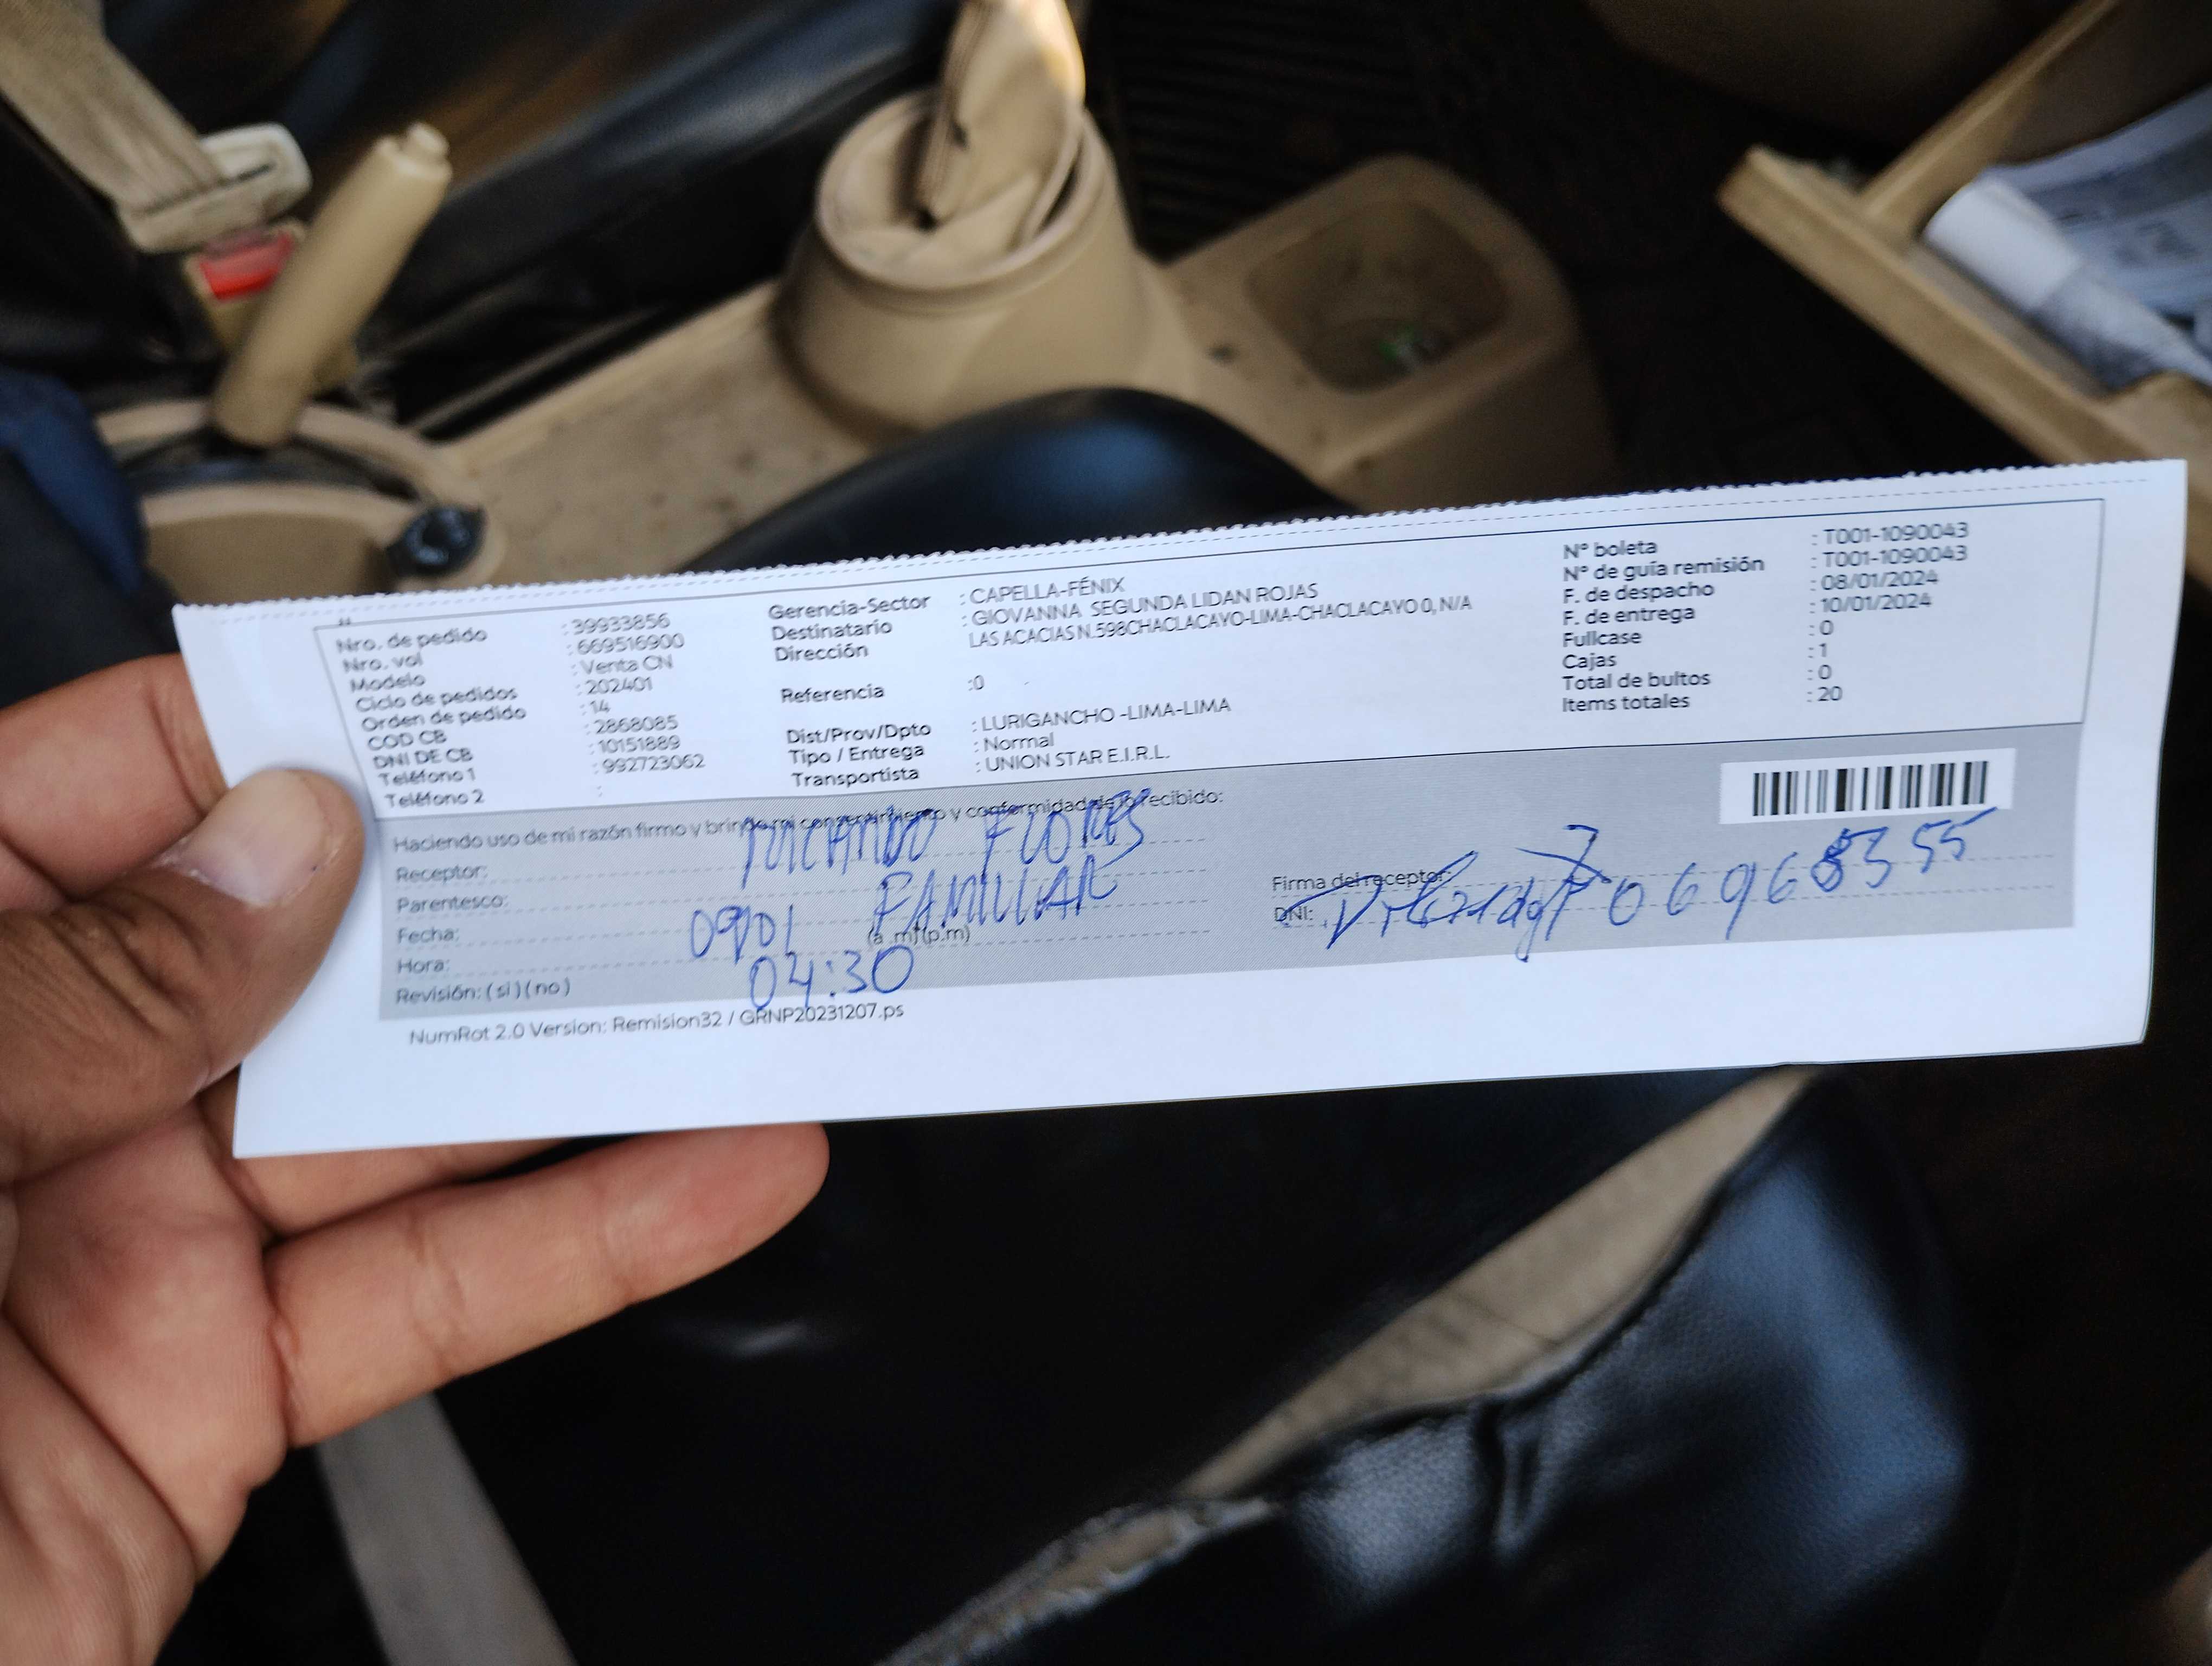 Nro. de pedido : 39933856
Nro. vol : 669516900
Modelo : Venta CN
Ciclo de pedidos : 202401
Orden de pedido : 14
COD CB : 2868085
DNI DE CB : 10151889
Teléfono 1 : 992723062
Teléfono 2 :
Gerencia-Sector : CAPELLA-FÉNIX
Destinatario : GIOVANNA SEGUNDA LIDAN ROJAS
Dirección LAS ACACIAS N.598CHACLACAYO-LIMA-CHACLACAYO 0, N/A
Referencia :0
Dist/Prov/Dpto : LURIGANCHO -LIMA-LIMA
Tipo / Entrega : Normal
Transportista : UNION STAR E.I.R.L.
N° boleta : T001-1090043
N° de guía remisión : T001-1090043
F. de despacho : 08/01/2024
F. de entrega : 10/01/2024
Fullcase : 0
Cajas : 1
Total de bultos : 0
Items totales : 20
Haciendo uso de mi razón firmo y brindo mi consentimiento y conformidad de lo recibido:
Receptor: FLORES
Parentesco: FAMILIAR
Fecha: 09/01
Hora: 04:30 (a .m) (p.m)
Revisión: ( si ) ( no )
Firma del receptor:
DNI:
NumRot 2.0 Version: Remision32 / GRNP20231207.ps